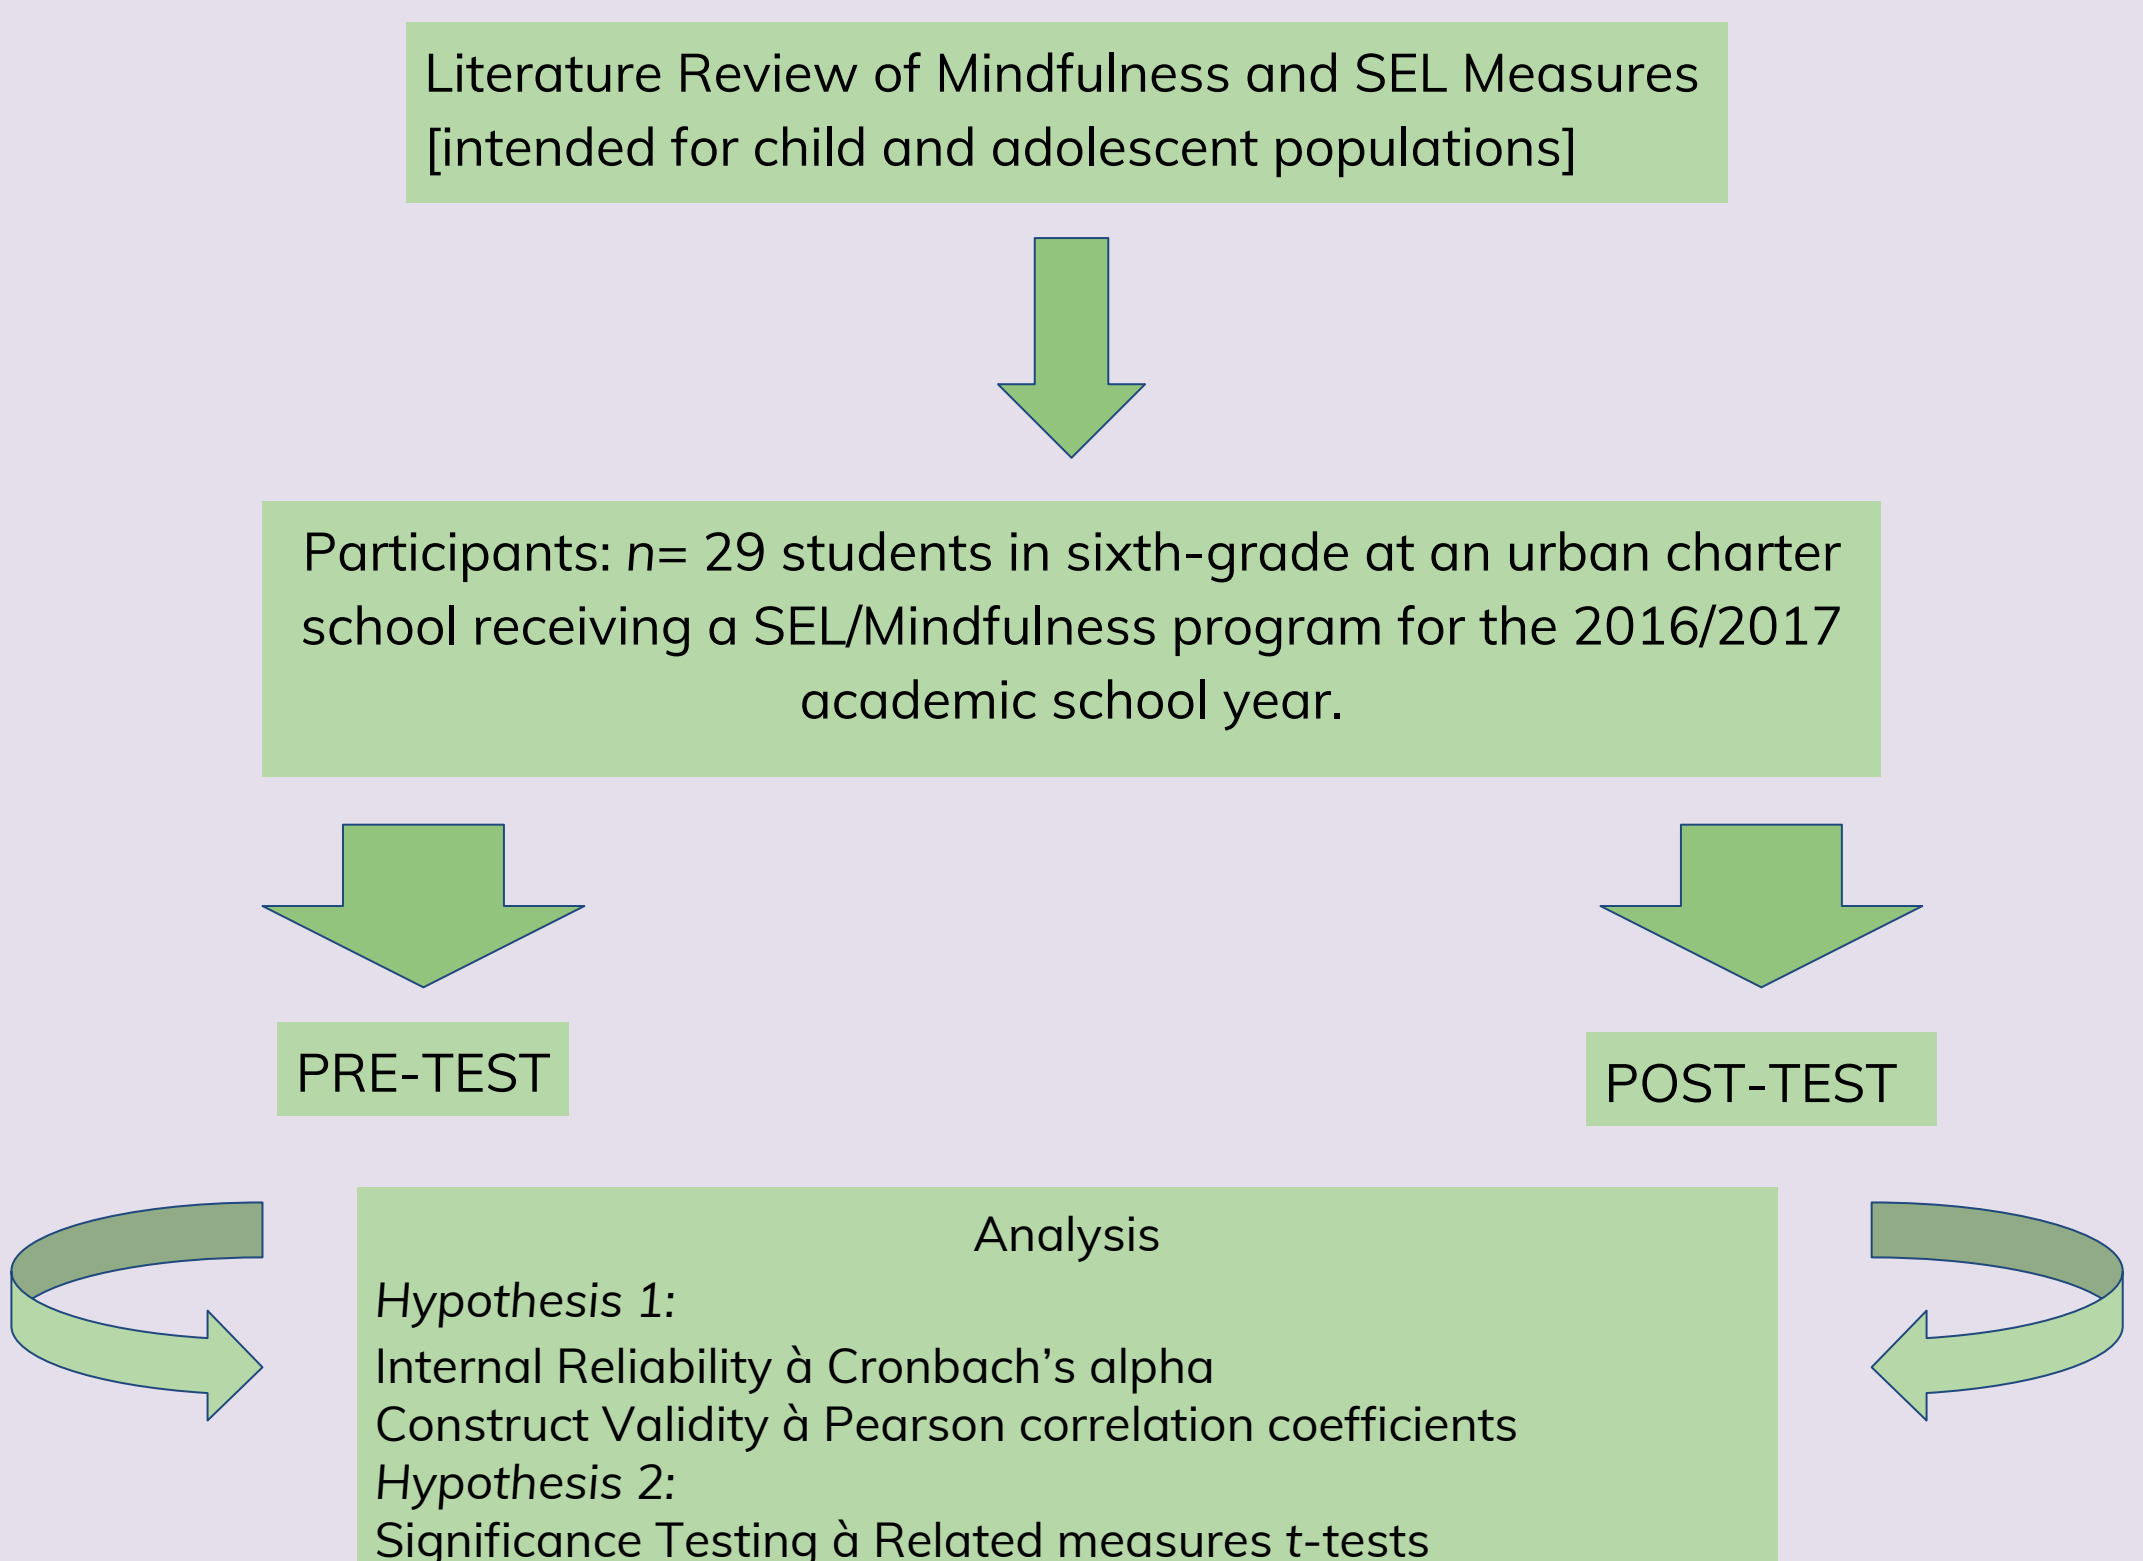 Literature Review of Mindfulness and SEL Measures
[intended for child and adolescent populations]
Participants: n= 29 students in sixth-grade at an urban charter
school receiving a SEL/Mindfulness program for the 2016/2017
academic school year.
PRE-TEST
POST-TEST
Analysis
Hypothesis 1:
Internal Reliability à Cronbach’s alpha
Construct Validity à Pearson correlation coefficients
Hypothesis 2:
Significance Testing à Related measures t-tests